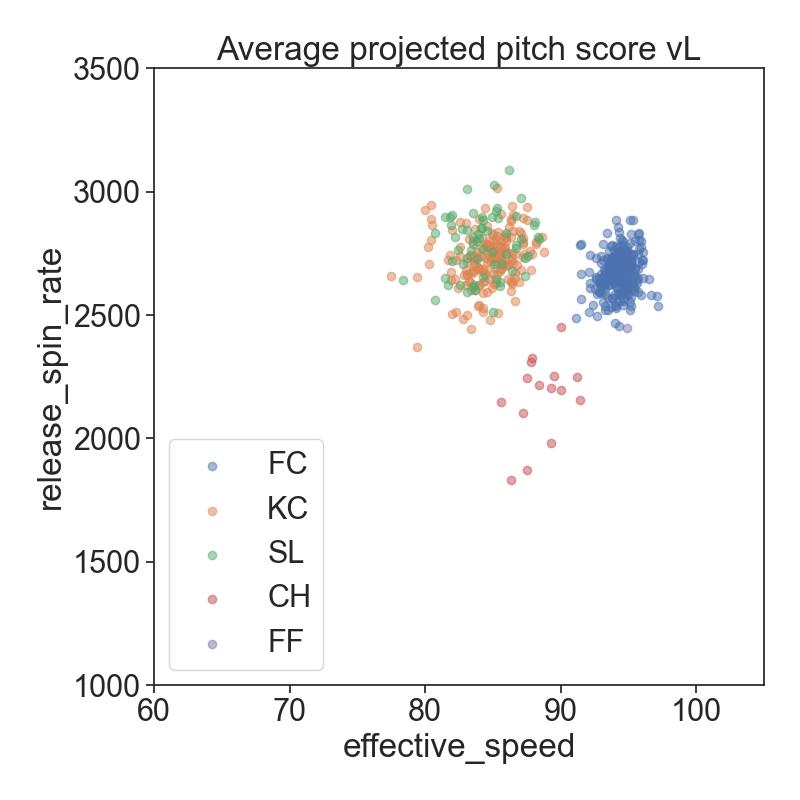 Average projected pitch score vL
3500
3000
2500
2000
1500
1000
release_spin_rate
FC
KC
SL
CH
FF
60 70 80 90 100
effective_speed